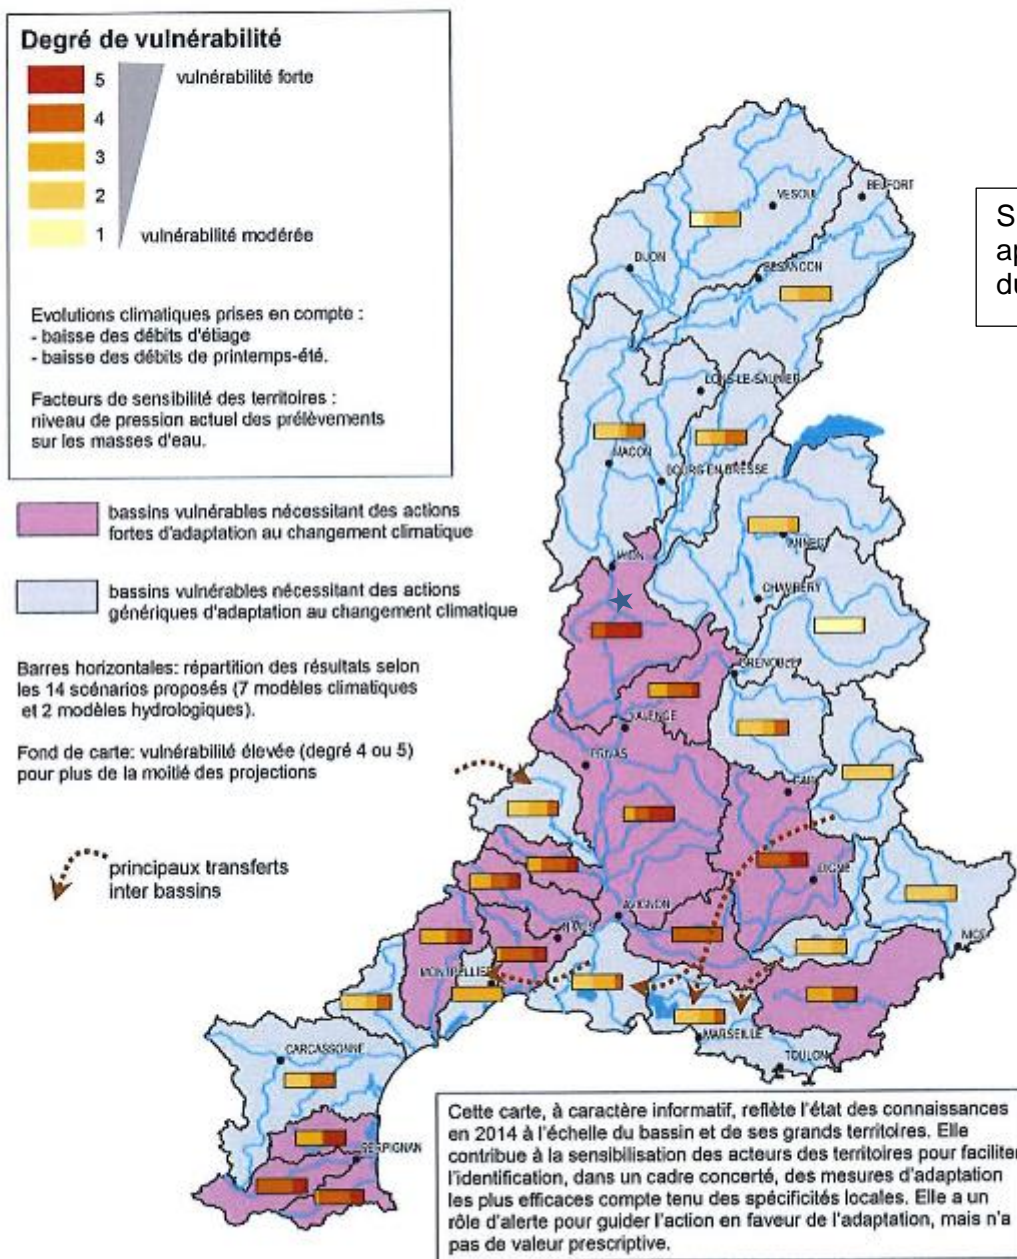 Degré de vulnérabilité
5 vulnérabilité forte
4
3
2
1 vulnérabilité modérée
Evolutions climatiques prises en compte :
- baisse des débits d'étiage
- baisse des débits de printemps-été.
Facteurs de sensibilité des territoires :
niveau de pression actuel des prélèvements
sur les masses d'eau.
bassins vulnérables nécessitant des actions
fortes d'adaptation au changement climatique
bassins vulnérables nécessitant des actions
génériques d'adaptation au changement climatique
Barres horizontales: répartition des résultats selon
les 14 scénarios proposés (7 modèles climatiques
et 2 modèles hydrologiques).
Fond de carte: vulnérabilité élevée (degré 4 ou 5)
pour plus de la moitié des projections
principaux transferts
inter bassins
VESOUL
BELFORT
DIJON
BESANCON
LONS-LE-SAUNIER
MACON
BOURG-EN-BRESSE
ANNECY
CHAMBERY
GRENOBLE
VALENCE
PRIVAS
GAP
DIGNE
AVIGNON
NICE
MONTPELLIER
MARSEILLE
TOULON
CARCASSONNE
Cette carte, à caractère informatif, reflète l'état des connaissances
en 2014 à l'échelle du bassin et de ses grands territoires. Elle
contribue à la sensibilisation des acteurs des territoires pour faciliter
l'identification, dans un cadre concerté, des mesures d'adaptation
les plus efficaces compte tenu des spécificités locales. Elle a un
rôle d'alerte pour guider l'action en faveur de l'adaptation, mais n'a
pas de valeur prescriptive.